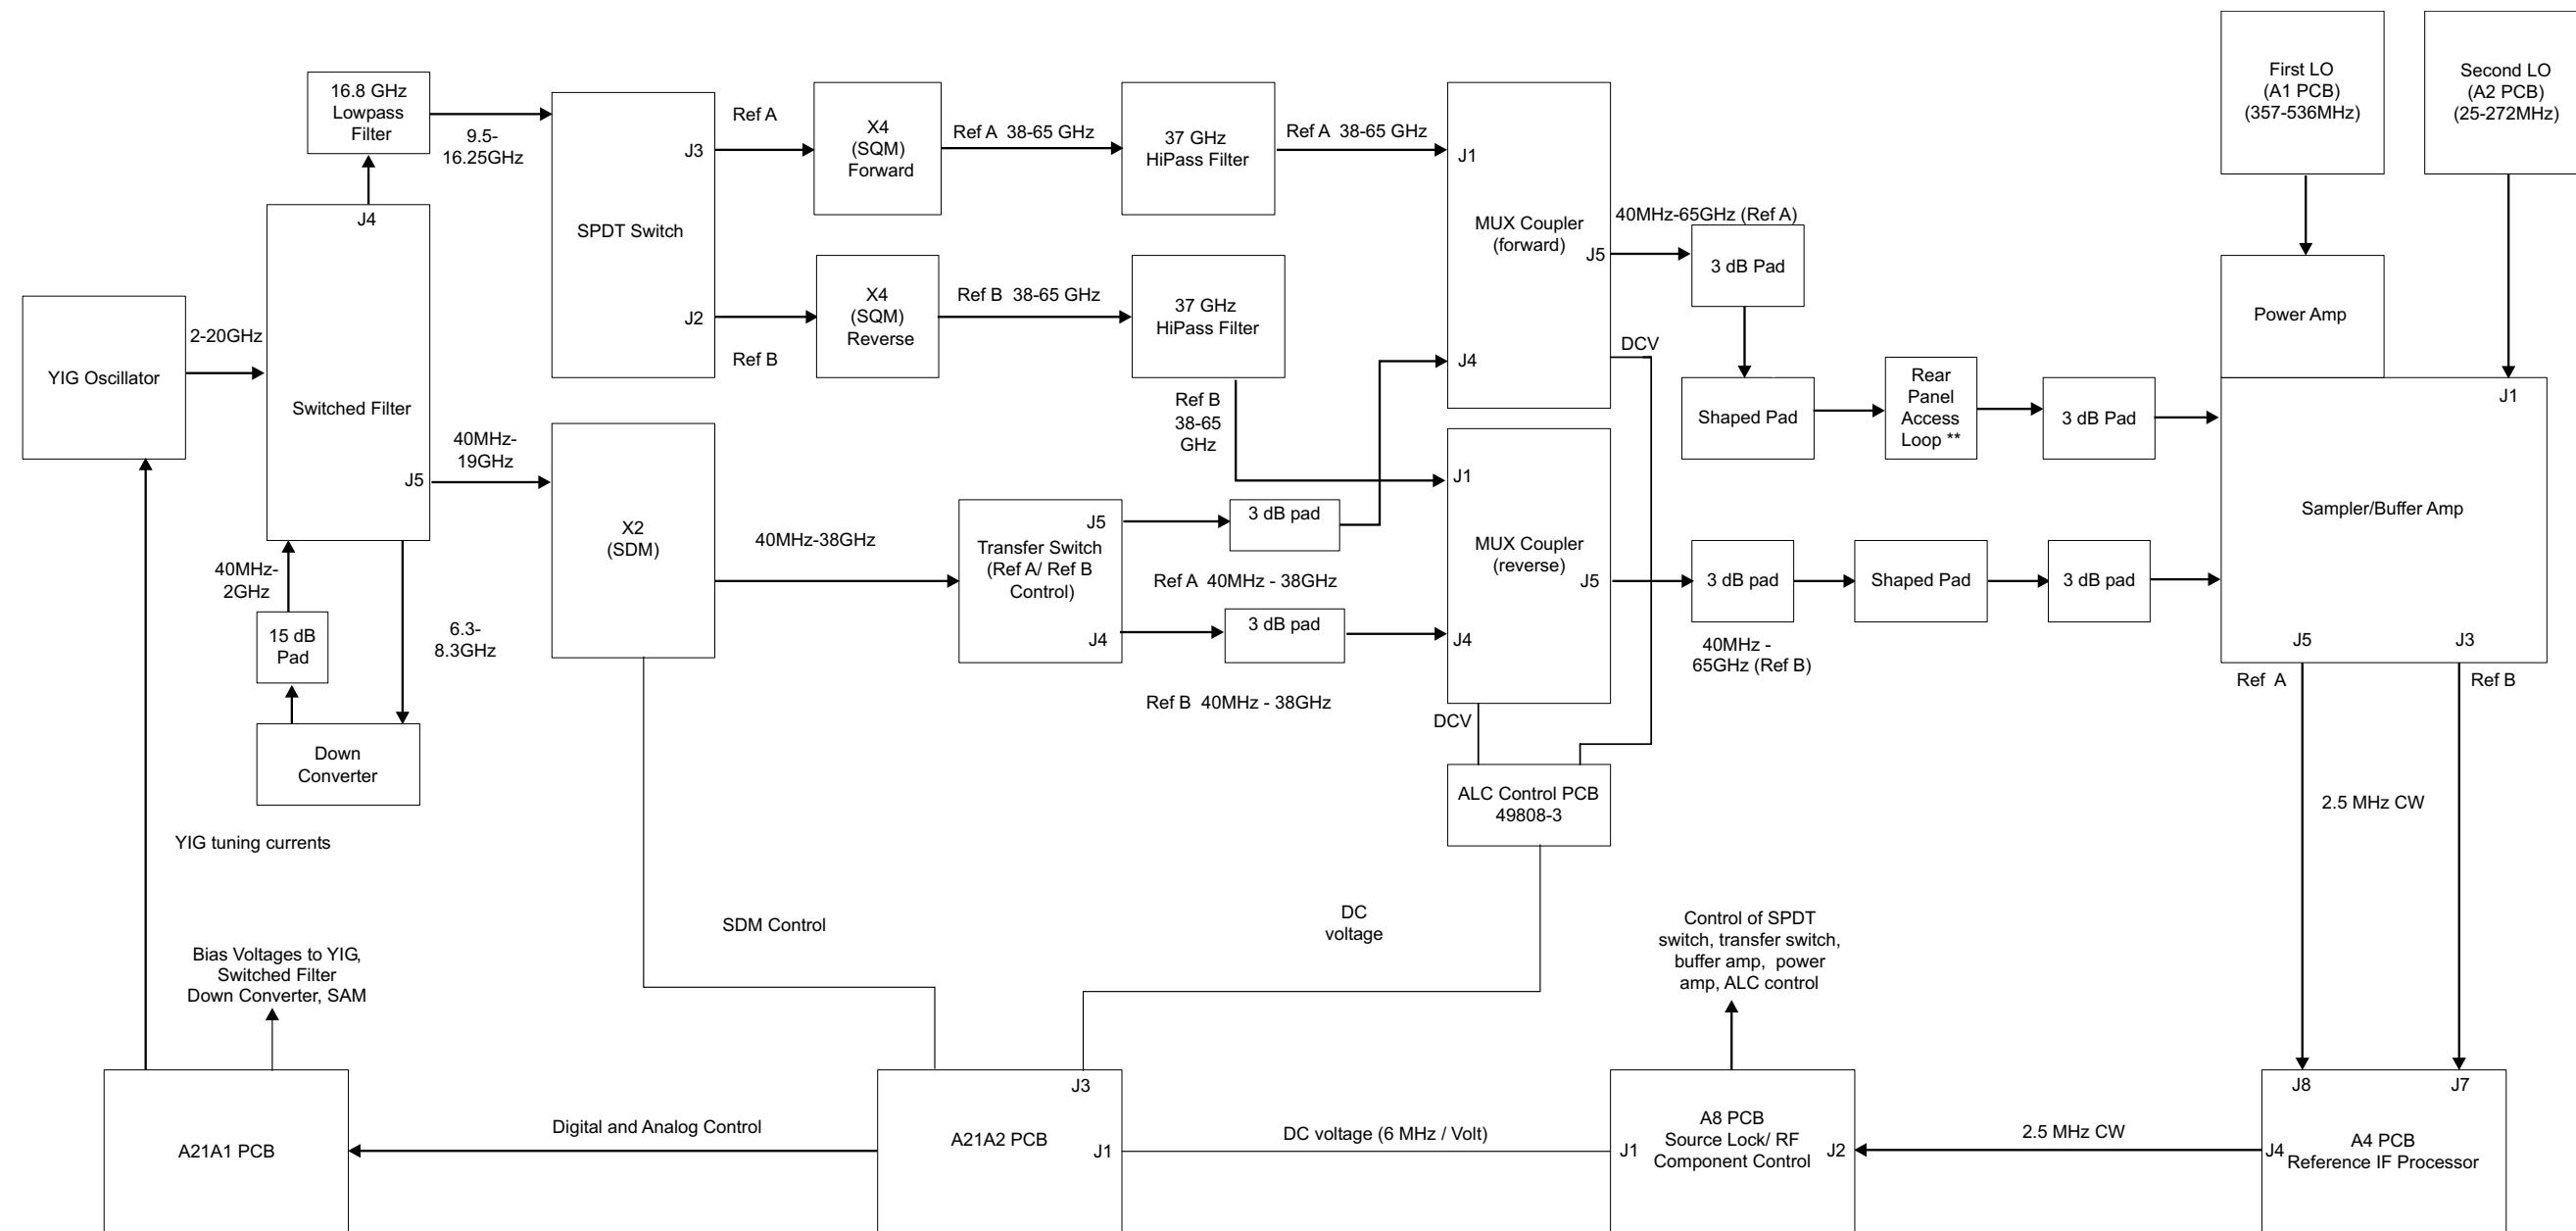 First LO
(A1 PCB)
(357-536MHz)
Second LO
(A2 PCB)
(25-272MHz)
16.8 GHz
Lowpass
Filter
9.5-
16.25GHz
Ref A
J3
SPDT Switch
J2
Ref B
X4
(SQM)
Forward
Ref A 38-65 GHz
37 GHz
HiPass Filter
Ref A 38-65 GHz
J1
MUX Coupler
(forward)
J5
J4
40MHz-65GHz (Ref A)
3 dB Pad
DCV
Power Amp
X4
(SQM)
Reverse
Ref B 38-65 GHz
37 GHz
HiPass Filter
Ref B
38-65
GHz
YIG Oscillator
2-20GHz
J4
Switched Filter
J5
40MHz-
19GHz
Shaped Pad
Rear
Panel
Access
Loop **
3 dB Pad
J1
Sampler/Buffer Amp
J5
J3
X2
(SDM)
40MHz-38GHz
J5
Transfer Switch
(Ref A/ Ref B
Control)
J4
3 dB pad
Ref A 40MHz - 38GHz
3 dB pad
Ref B 40MHz - 38GHz
J1
MUX Coupler
(reverse)
J5
J4
DCV
3 dB pad
Shaped Pad
3 dB pad
40MHz -
65GHz (Ref B)
Ref A
Ref B
40MHz-
2GHz
15 dB
Pad
6.3-
8.3GHz
Down
Converter
ALC Control PCB
49808-3
2.5 MHz CW
YIG tuning currents
SDM Control
DC
voltage
Control of SPDT
switch, transfer switch,
buffer amp, power
amp, ALC control
Bias Voltages to YIG,
Switched Filter
Down Converter, SAM
A21A1 PCB
Digital and Analog Control
J3
A21A2 PCB
J1
DC voltage (6 MHz / Volt)
J1
A8 PCB
Source Lock/ RF
Component Control
J2
2.5 MHz CW
J8
J7
J4
A4 PCB
Reference IF Processor